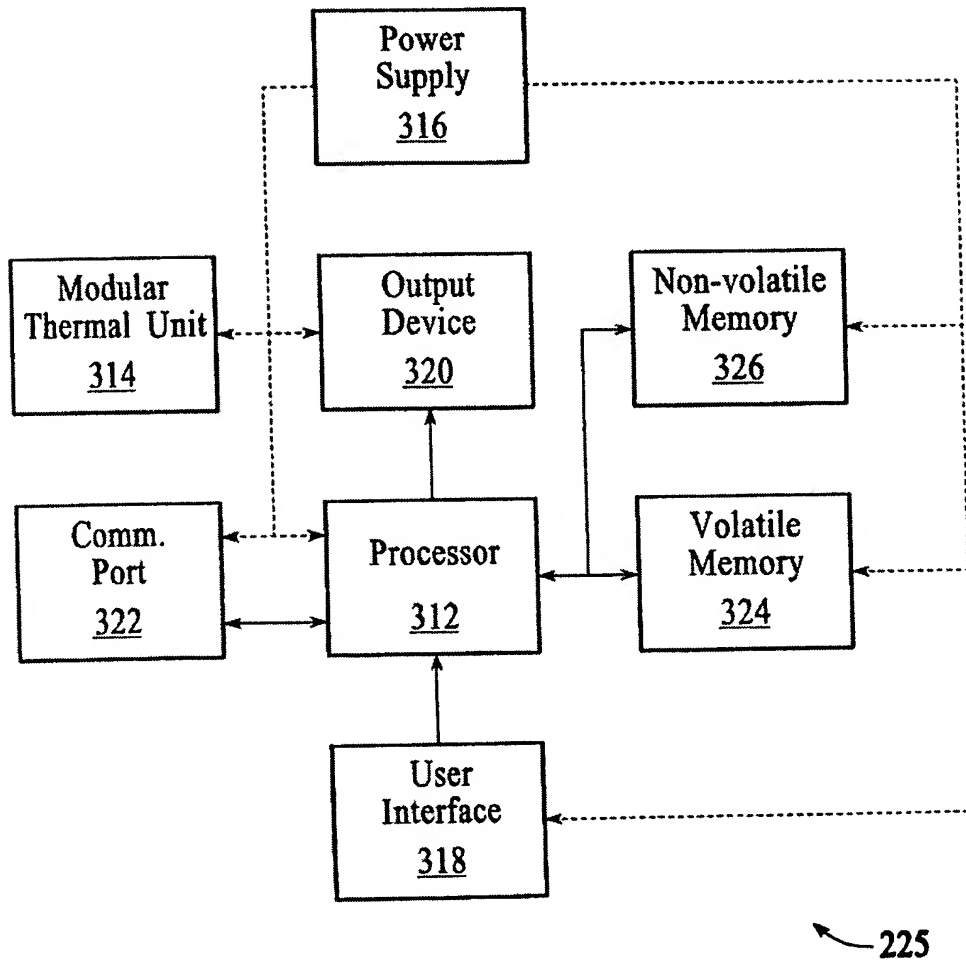 Power
Supply
316
Modular
Thermal Unit
314
Output
Device
320
Non-volatile
Memory
326
Comm.
Port
322
Processor
312
Volatile
Memory
324
User
Interface
318
225